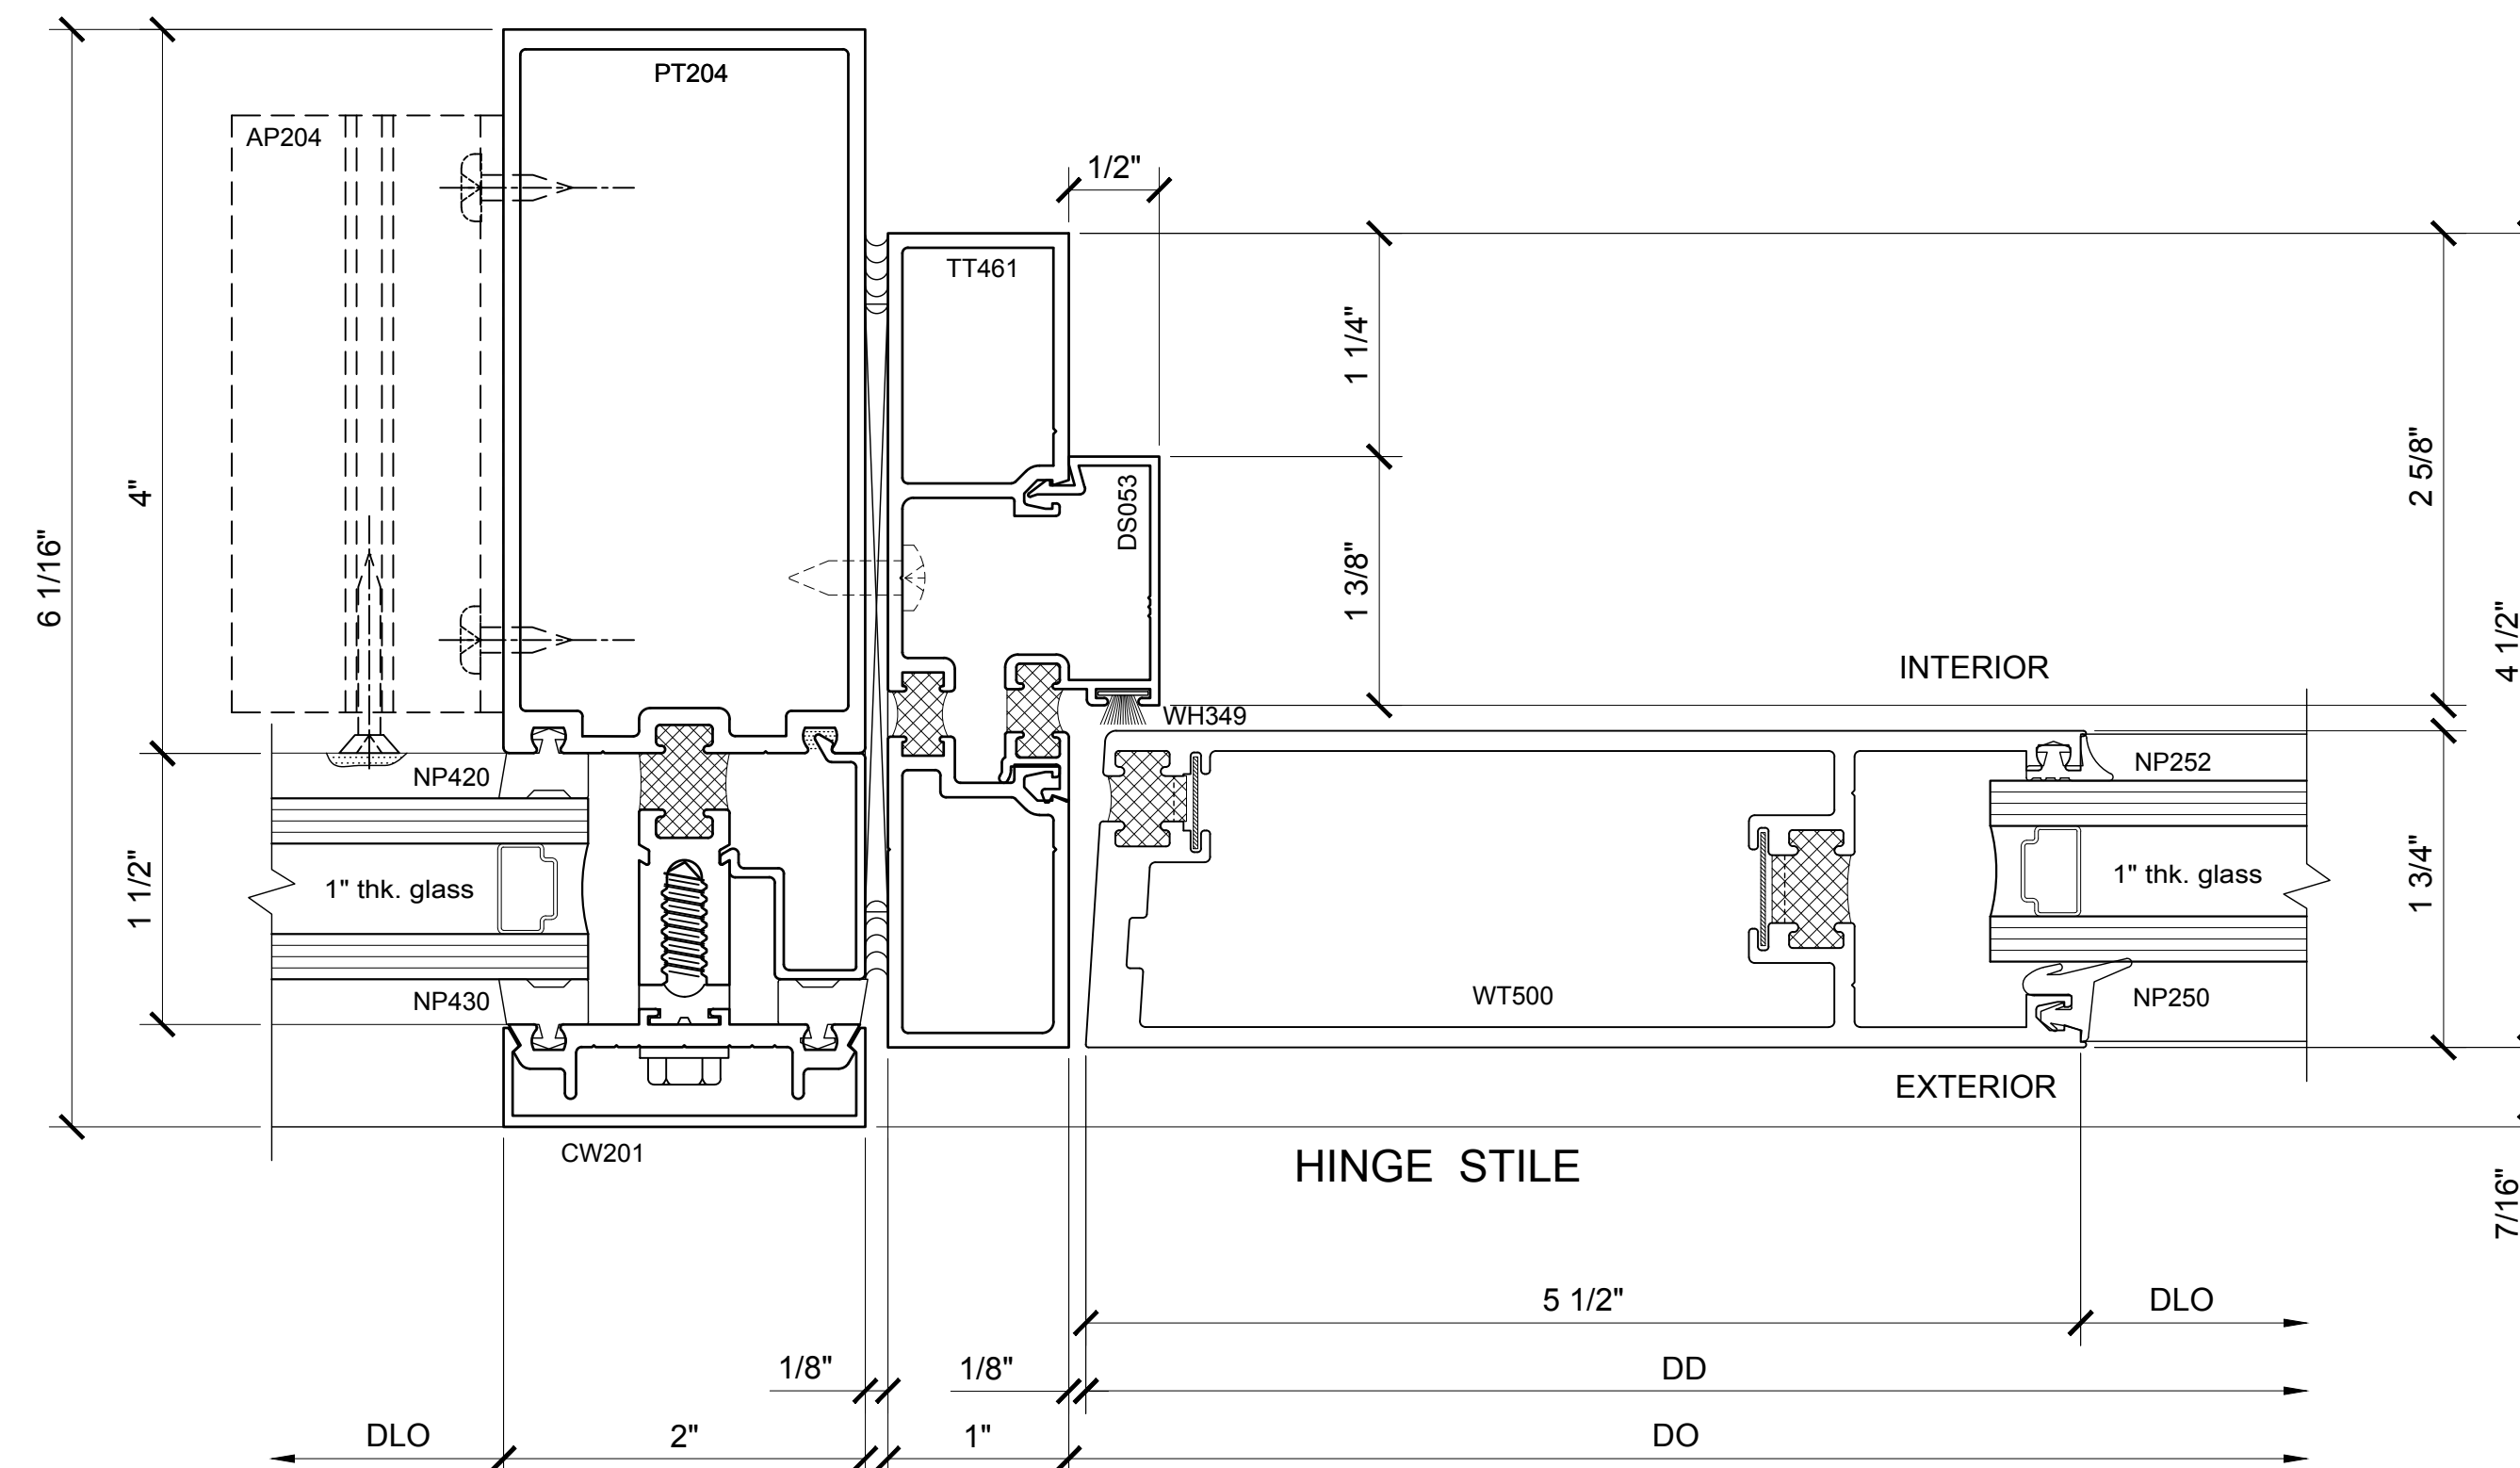 PT204
AP204
1/2"
TT461
1 1/4"
4"
2 5/8"
DS053
6 1/16"
1 3/8"
4 1/2"
INTERIOR
WH349
NP420
NP252
1" thk. glass
1" thk. glass
1 1/2"
1 3/4"
NP430
WT500
NP250
EXTERIOR
CW201
HINGE STILE
7/16"
5 1/2"
DLO
1/8"
1/8"
DD
DLO
2"
1"
DO